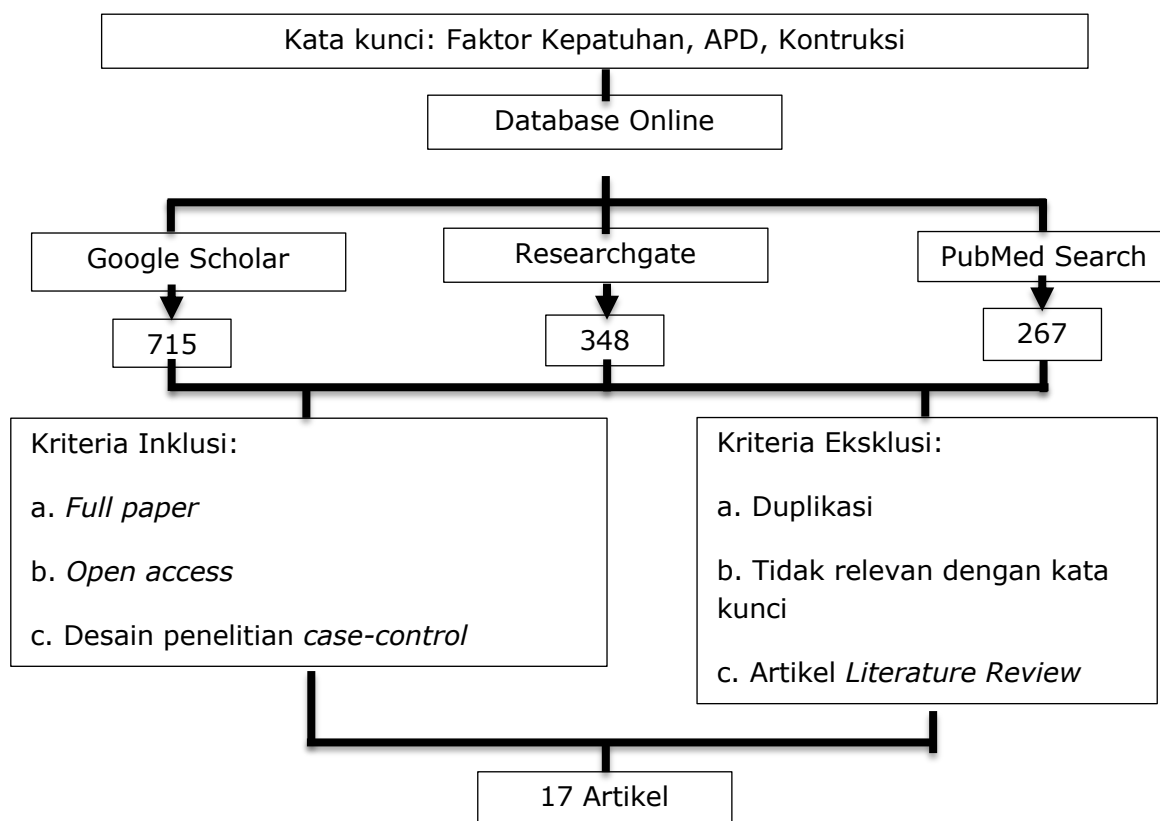 Kata kunci: Faktor Kepatuhan, APD, Kontruksi
Database Online
Google Scholar
Researchgate
PubMed Search
715
348
267
Kriteria Inklusi:
a. Full paper
b. Open access
c. Desain penelitian case-control
Kriteria Eksklusi:
a. Duplikasi
b. Tidak relevan dengan kata
kunci
c. Artikel Literature Review
17 Artikel